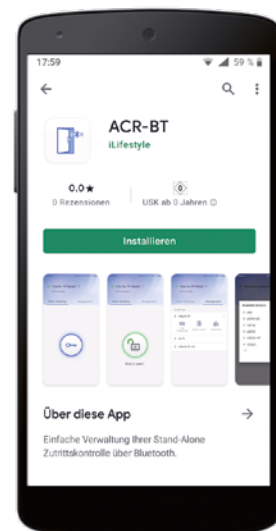 17:59
59 %
ACR-BT
iLifestyle
0.0★
0
0 Rezensionen
USK ab 0 Jahren
Installieren
Über diese App
Einfache Verwaltung Ihrer Stand-Alone
Zutrittskontrolle über Bluetooth.